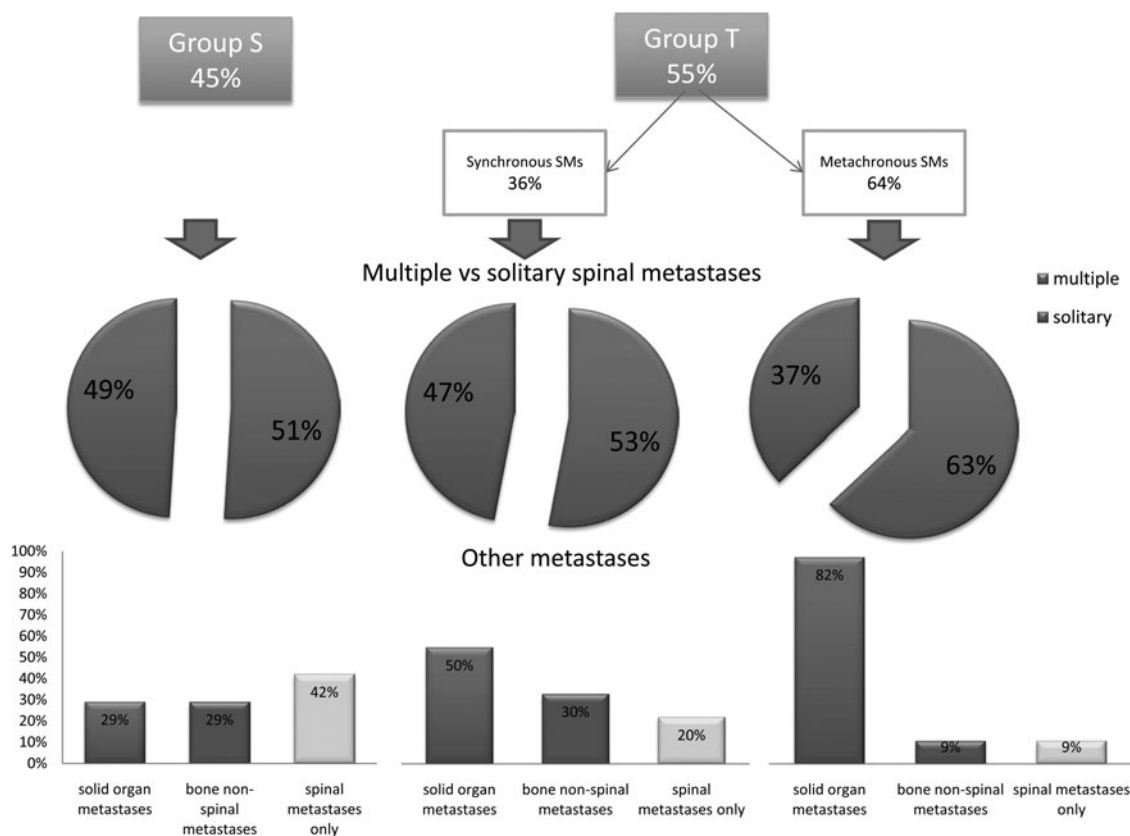 Group S
45%
Group T
55%
Synchronous SMs
36%
Metachronous SMs
64%
Multiple vs solitary spinal metastases
multiple
solitary
49%
51%
47%
53%
37%
63%
Other metastases
100%
90%
80%
70%
60%
50%
40%
30%
20%
10%
0%
29%
29%
42%
50%
30%
20%
82%
9%
9%
solid organ
metastases
bone non-
spinal
metastases
spinal
metastases
only
solid organ
metastases
bone non-spinal
metastases
spinal
metastases only
solid organ
metastases
bone non-spinal
metastases
spinal metastases
only